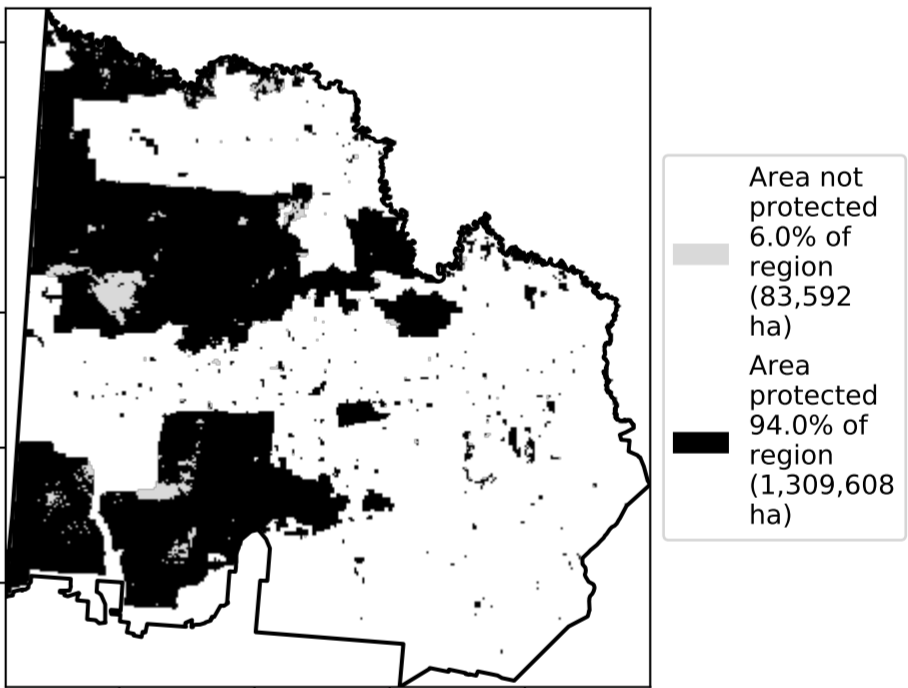 Area not
protected
6.0% of
region
(83,592
ha)
Area
protected
94.0% of
region
(1,309,608
ha)